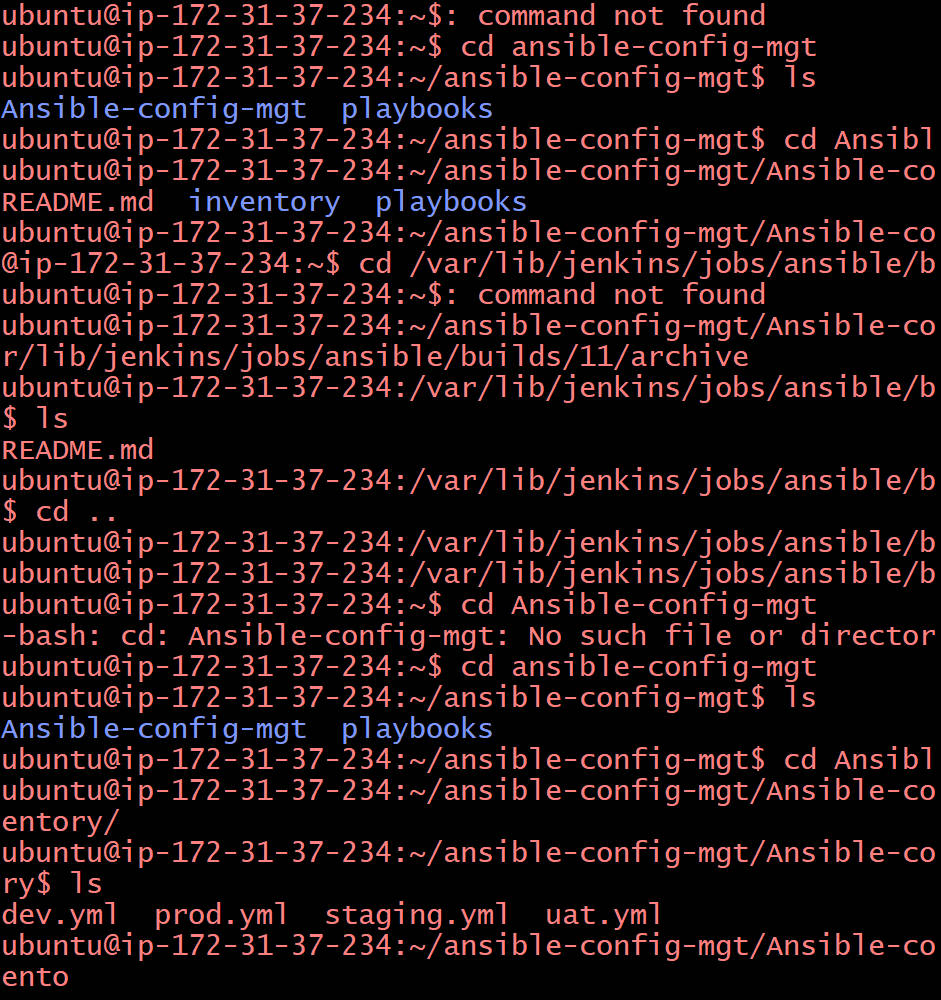 ubuntu@ip-172-31-37-234:~$: command not found
ubuntu@ip-172-31-37-234:~$ cd ansible-config-mgt
ubuntu@ip-172-31-37-234:~/ansible-config-mgt$ ls
Ansible-config-mgt  playbooks
ubuntu@ip-172-31-37-234:~/ansible-config-mgt$ cd Ansibl
ubuntu@ip-172-31-37-234:~/ansible-config-mgt/Ansible-co
README.md  inventory  playbooks
ubuntu@ip-172-31-37-234:~/ansible-config-mgt/Ansible-co
@ip-172-31-37-234:~$ cd /var/lib/jenkins/jobs/ansible/b
ubuntu@ip-172-31-37-234:~$: command not found
ubuntu@ip-172-31-37-234:~/ansible-config-mgt/Ansible-co
r/lib/jenkins/jobs/ansible/builds/11/archive
ubuntu@ip-172-31-37-234:/var/lib/jenkins/jobs/ansible/b
$ ls
README.md
ubuntu@ip-172-31-37-234:/var/lib/jenkins/jobs/ansible/b
$ cd ..
ubuntu@ip-172-31-37-234:/var/lib/jenkins/jobs/ansible/b
ubuntu@ip-172-31-37-234:/var/lib/jenkins/jobs/ansible/b
ubuntu@ip-172-31-37-234:~$ cd Ansible-config-mgt
-bash: cd: Ansible-config-mgt: No such file or director
ubuntu@ip-172-31-37-234:~$ cd ansible-config-mgt
ubuntu@ip-172-31-37-234:~/ansible-config-mgt$ ls
Ansible-config-mgt  playbooks
ubuntu@ip-172-31-37-234:~/ansible-config-mgt$ cd Ansibl
ubuntu@ip-172-31-37-234:~/ansible-config-mgt/Ansible-co
entory/
ubuntu@ip-172-31-37-234:~/ansible-config-mgt/Ansible-co
ry$ ls
dev.yml  prod.yml  staging.yml  uat.yml
ubuntu@ip-172-31-37-234:~/ansible-config-mgt/Ansible-co
ento